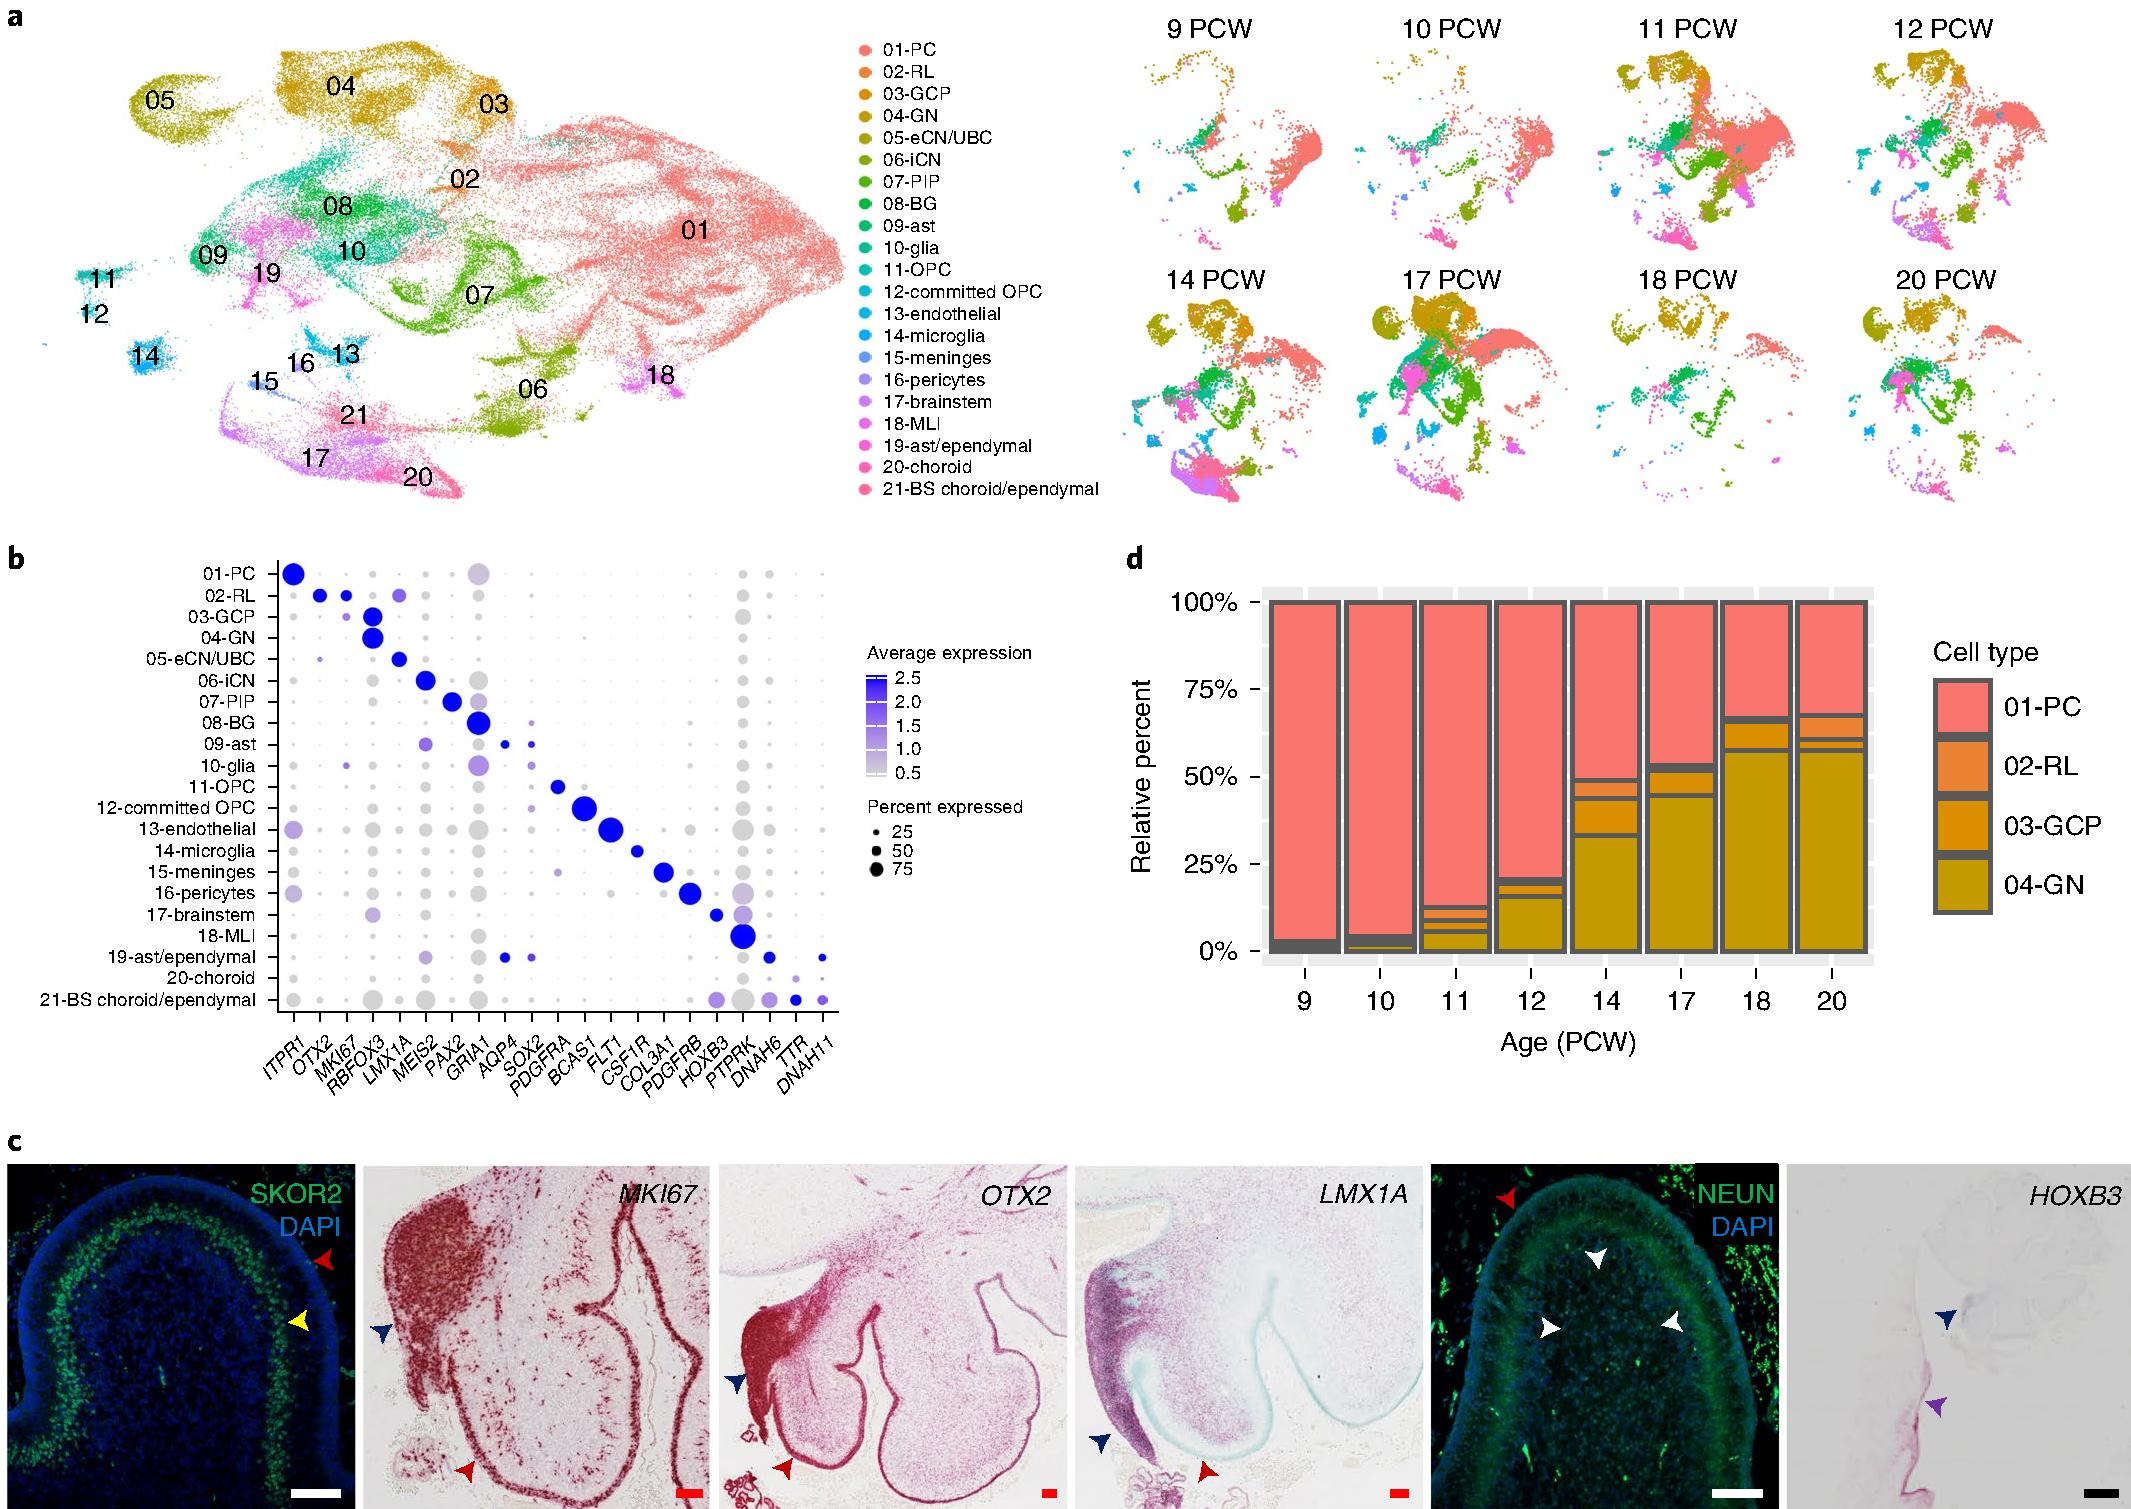 a
05
04
03
02
08
01
09
10
19
11
07
12
14
16
13
15
06
18
21
17
20
01-PC
02-RL
03-GCP
04-GN
05-eCN/UBC
06-iCN
07-PIP
08-BG
09-ast
10-glia
11-OPC
12-committed OPC
13-endothelial
14-microglia
15-meninges
16-pericytes
17-brainstem
18-MLI
19-ast/ependymal
20-choroid
21-BS choroid/ependymal
9 PCW
10 PCW
11 PCW
12 PCW
14 PCW
17 PCW
18 PCW
20 PCW
b
01-PC
02-RL
03-GCP
04-GN
05-eCN/UBC
06-iCN
07-PIP
08-BG
09-ast
10-glia
11-OPC
12-committed OPC
13-endothelial
14-microglia
15-meninges
16-pericytes
17-brainstem
18-MLI
19-ast/ependymal
20-choroid
21-BS choroid/ependymal
ITPR1
OTX2
MKI67
RBFOX3
LMX1A
MEIS2
PAX2
GRIA1
AQP4
SOX2
PDGFRA
BCAS1
FLT1
CSF1R
COL3A1
PDGFRB
HOXB3
PTPRK
DNAH6
TTR
DNAH11
Average expression
2.5
2.0
1.5
1.0
0.5
Percent expressed
25
50
75
d
Relative percent
100%
75%
50%
25%
0%
9
10
11
12
14
17
18
20
Age (PCW)
Cell type
01-PC
02-RL
03-GCP
04-GN
c
SKOR2
DAPI
MKI67
OTX2
LMX1A
NEUN
DAPI
HOXB3